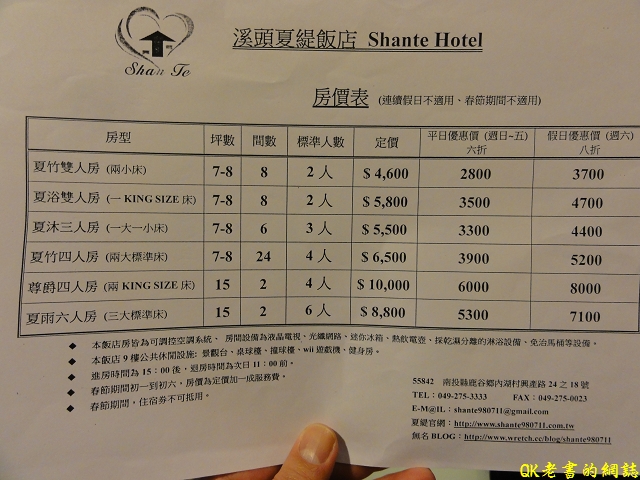 Shan Te
溪頭夏緹飯店 Shante Hotel
房價表 (連續假日不適用、春節期間不適用)
房型 坪數 間數 標準人數 定價 平日優惠價 (週日~五) 六折 假日優惠價 (週六) 八折
夏竹雙人房 (兩小床) 7-8 8 2 人 $ 4,600 2800 3700
夏浴雙人房 (一 KING SIZE 床) 7-8 8 2 人 $ 5,800 3500 4700
夏沐三人房 (一大一小床) 7-8 6 3 人 $ 5,500 3300 4400
夏竹四人房 (兩大標準床) 7-8 24 4 人 $ 6,500 3900 5200
尊爵四人房 (兩 KING SIZE 床) 15 2 4 人 $ 10,000 6000 8000
夏雨六人房 (三大標準床) 15 2 6 人 $ 8,800 5300 7100
◆ 本飯店房皆為可調控空調系統、房間設備為液晶電視、光纖網路、迷你冰箱、熱飲電壺、採乾濕分離的淋浴設備、免治馬桶等設備。
◆ 本飯店 9 樓公共休閒設施: 景觀台、桌球檯、撞球檯、wii 遊戲機、健身房。
◆ 進房時間為 15:00 後，退房時間為次日 11:00 前。
◆ 春節期間初一到初六，房價為定價加一成服務費。
◆ 春節期間，住宿券不可抵用。
55842 南投縣鹿谷鄉內湖村興產路 24 之 18 號
TEL:049-275-3333 FAX:049-275-0023
E-M@IL:shante980711@gmail.com
夏緹官網:http://www.shante980711.com.tw
無名 BLOG:http://www.wretch.cc/blog/shante980711
QK老書的網誌